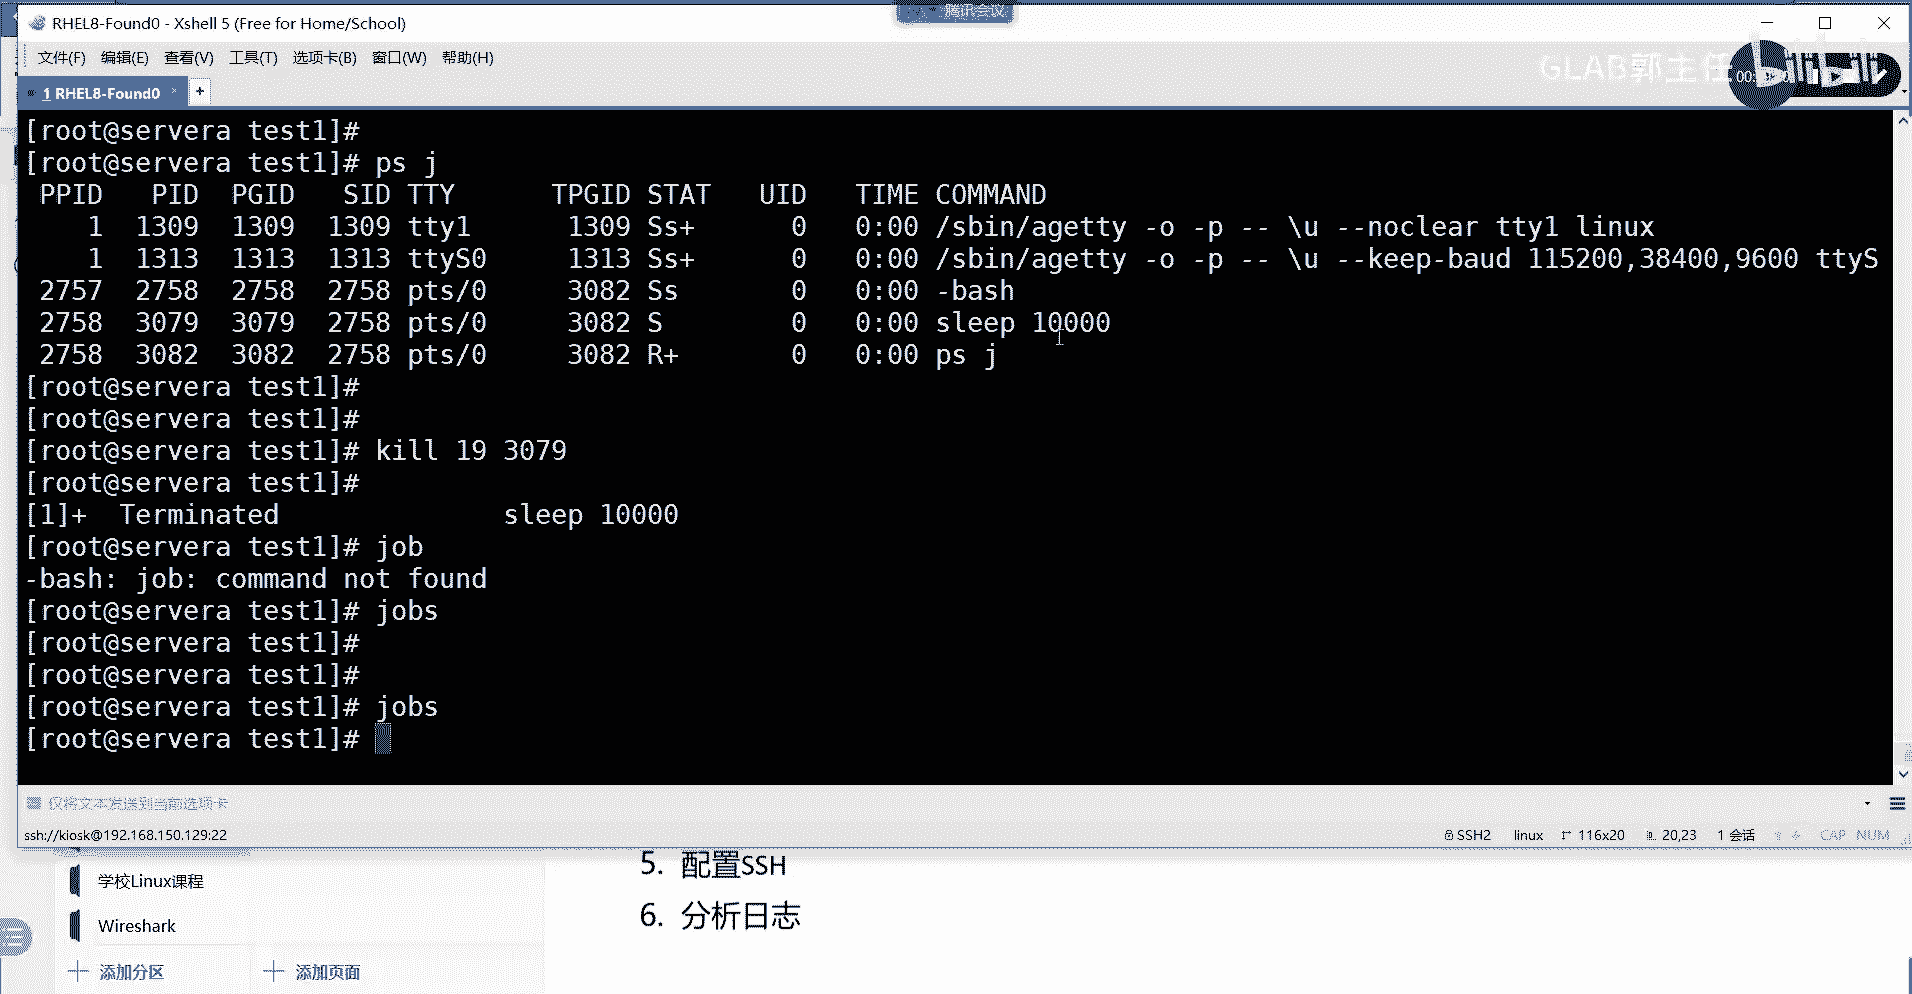 腾讯会议
RHEL8-Found0 - Xshell 5 (Free for Home/School)
文件(F) 编辑(E) 查看(V) 工具(T) 选项卡(B) 窗口(W) 帮助(H)
GLAB郭主任 bilibili
1 RHEL8-Found0 × +
[root@servera test1]#
[root@servera test1]# ps j
PPID PID PGID SID TTY TPGID STAT UID TIME COMMAND
1 1309 1309 1309 tty1 1309 Ss+ 0 0:00 /sbin/agetty -o -p -- \u --noclear tty1 linux
1 1313 1313 1313 ttyS0 1313 Ss+ 0 0:00 /sbin/agetty -o -p -- \u --keep-baud 115200,38400,9600 ttyS
2757 2758 2758 2758 pts/0 3082 Ss 0 0:00 -bash
2758 3079 3079 2758 pts/0 3082 S 0 0:00 sleep 10000
2758 3082 3082 2758 pts/0 3082 R+ 0 0:00 ps j
[root@servera test1]#
[root@servera test1]#
[root@servera test1]# kill 19 3079
[root@servera test1]#
[1]+ Terminated sleep 10000
[root@servera test1]# job
-bash: job: command not found
[root@servera test1]# jobs
[root@servera test1]#
[root@servera test1]#
[root@servera test1]# jobs
[root@servera test1]#
仅将文本发送到当前选项卡
ssh://kiosk@192.168.150.129:22 SSH2 linux 116x20 20,23 1 会话 CAP NUM
5. 配置SSH
学校Linux课程
6. 分析日志
Wireshark
添加分区 添加页面